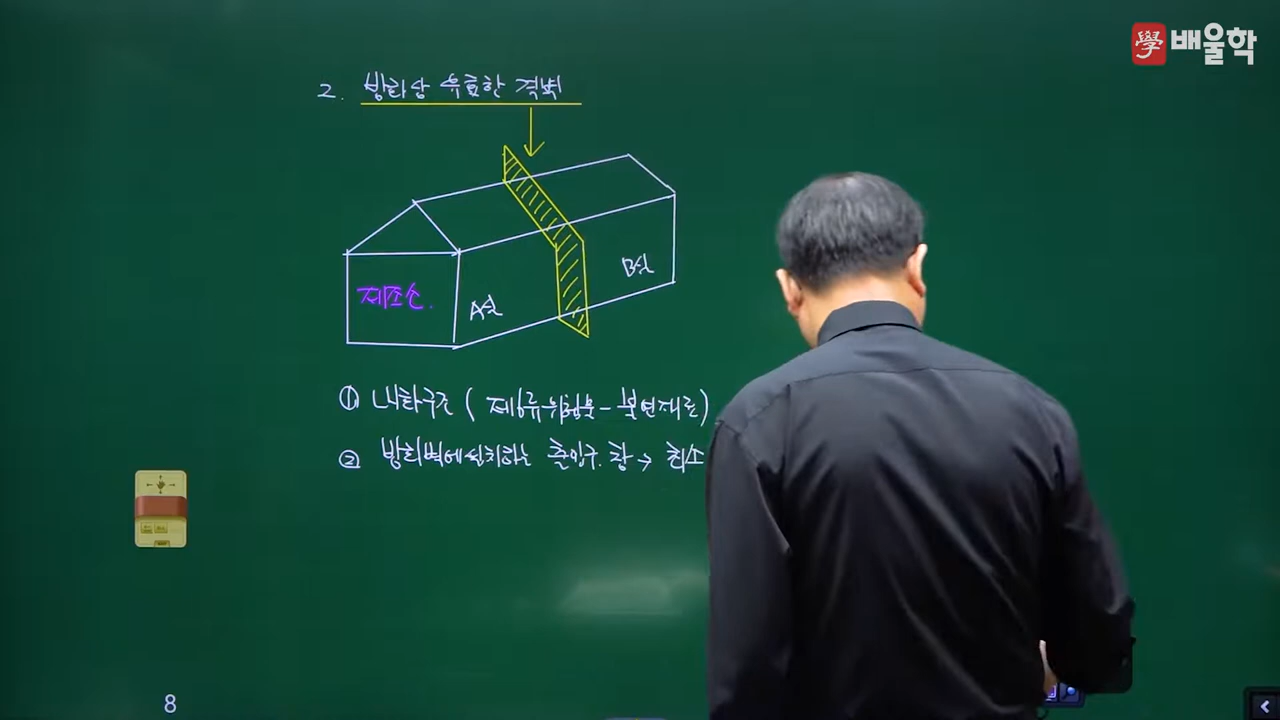 學 배울학
2. 방화상 유효한 격벽
제조소.
A실
B실
① 내화구조 ( 제6류위험물 - 불연재료)
② 방화벽에설치하는 출입구. 창 → 최소
8